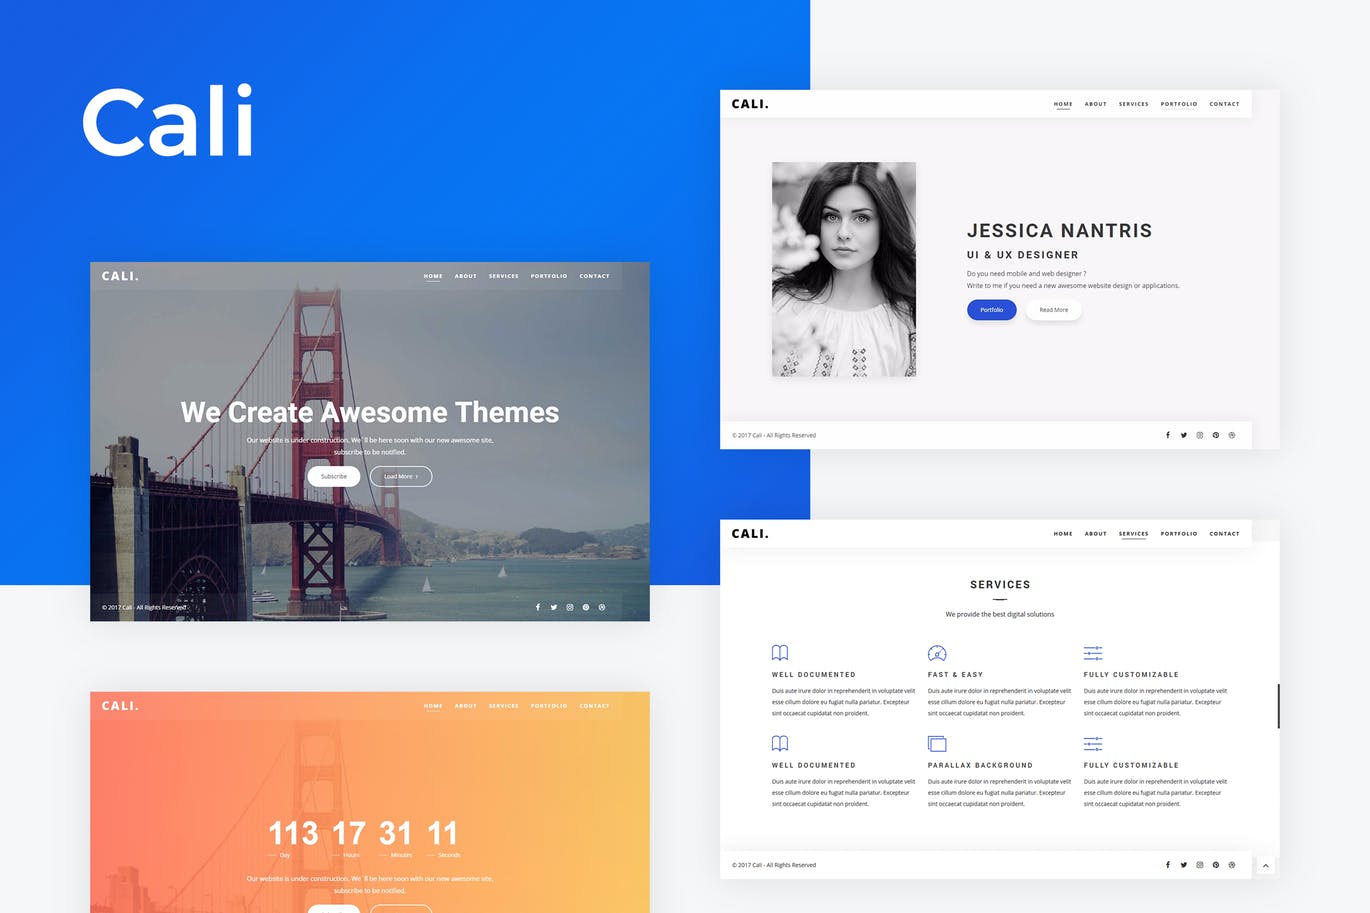 Cali
CALI.
HOME ABOUT SERVICES PORTFOLIO CONTACT
We Create Awesome Themes
Our website is under construction. We`ll be here soon with our new awesome site,
subscribe to be notified.
Subscribe Load More ›
© 2017 Cali - All Rights Reserved
CALI.
HOME ABOUT SERVICES PORTFOLIO CONTACT
113 17 31 11
Day Hours Minutes Seconds
Our website is under construction. We`ll be here soon with our new awesome site,
subscribe to be notified.
CALI.
HOME ABOUT SERVICES PORTFOLIO CONTACT
JESSICA NANTRIS
UI & UX DESIGNER
Do you need mobile and web designer ?
Write to me if you need a new awesome website design or applications.
Portfolio Read More
© 2017 Cali - All Rights Reserved
CALI.
HOME ABOUT SERVICES PORTFOLIO CONTACT
SERVICES
We provide the best digital solutions
WELL DOCUMENTED
Duis aute irure dolor in reprehenderit in voluptate velit
esse cillum dolore eu fugiat nulla pariatur. Excepteur
sint occaecat cupidatat non proident.
FAST & EASY
Duis aute irure dolor in reprehenderit in voluptate velit
esse cillum dolore eu fugiat nulla pariatur. Excepteur
sint occaecat cupidatat non proident.
FULLY CUSTOMIZABLE
Duis aute irure dolor in reprehenderit in voluptate velit
esse cillum dolore eu fugiat nulla pariatur. Excepteur
sint occaecat cupidatat non proident.
WELL DOCUMENTED
Duis aute irure dolor in reprehenderit in voluptate velit
esse cillum dolore eu fugiat nulla pariatur. Excepteur
sint occaecat cupidatat non proident.
PARALLAX BACKGROUND
Duis aute irure dolor in reprehenderit in voluptate velit
esse cillum dolore eu fugiat nulla pariatur. Excepteur
sint occaecat cupidatat non proident.
FULLY CUSTOMIZABLE
Duis aute irure dolor in reprehenderit in voluptate velit
esse cillum dolore eu fugiat nulla pariatur. Excepteur
sint occaecat cupidatat non proident.
© 2017 Cali - All Rights Reserved